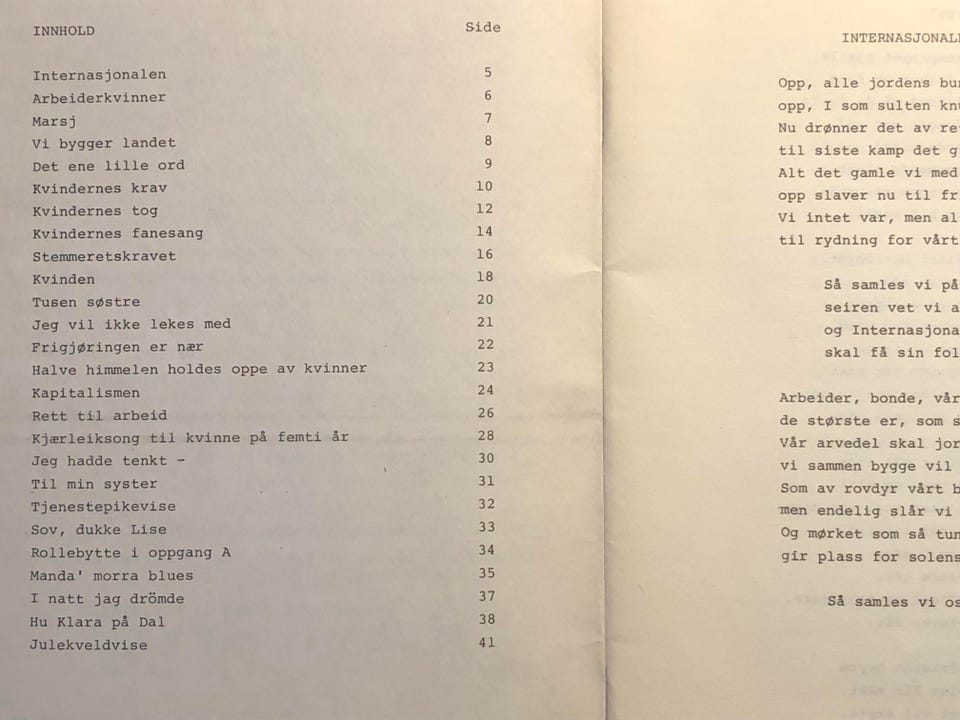 INNHOLD Side
Internasjonalen 5
Arbeiderkvinner 6
Marsj 7
Vi bygger landet 8
Det ene lille ord 9
Kvindernes krav 10
Kvindernes tog 12
Kvindernes fanesang 14
Stemmeretskravet 16
Kvinden 18
Tusen søstre 20
Jeg vil ikke lekes med 21
Frigjøringen er nær 22
Halve himmelen holdes oppe av kvinner 23
Kapitalismen 24
Rett til arbeid 26
Kjærleiksong til kvinne på femti år 28
Jeg hadde tenkt - 30
Til min syster 31
Tjenestepikevise 32
Sov, dukke Lise 33
Rollebytte i oppgang A 34
Manda' morra blues 35
I natt jag drömde 37
Hu Klara på Dal 38
Julekveldvise 41
INTERNASJONAL
Opp, alle jordens
opp, I som sulten
Nu drønner det av
til siste kamp det
Alt det gamle vi med
opp slaver nu til
Vi intet var, men
til rydning for vårt
Så samles vi på
seiren vet vi
og
skal få sin
Arbeider, bonde, vår
de største er, som
Vår arvedel skal
vi sammen bygge vil
Som av rovdyr vårt
men endelig slår vi
Og mørket som så
gir plass for solens
Så samles vi